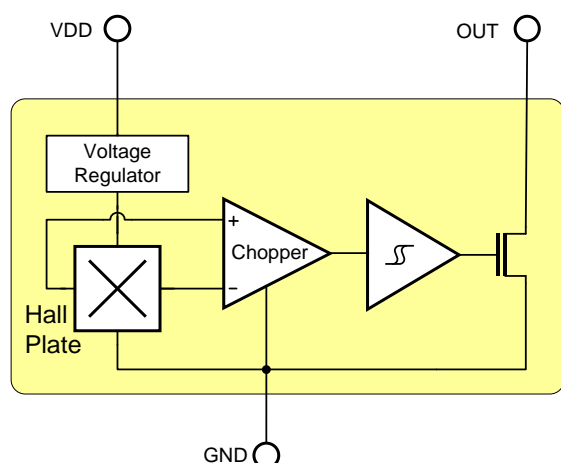 VDD
OUT
Voltage
Regulator
+
Chopper
−
Hall
Plate
GND